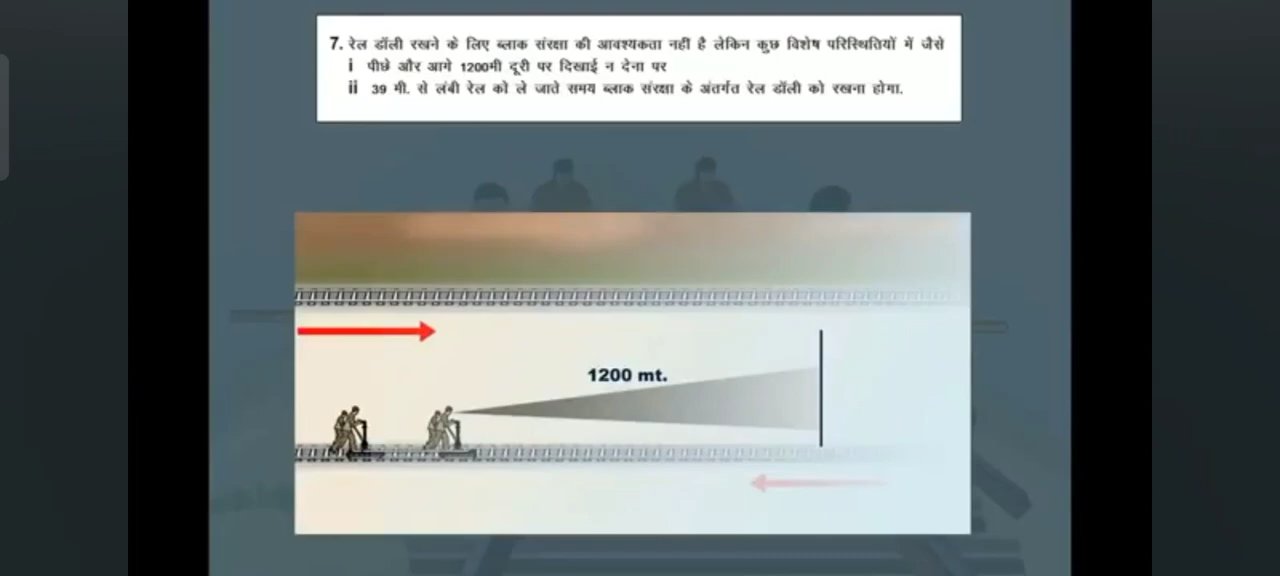 7. रेल डॉली रखने के लिए ब्लाक संरक्षा की आवश्यकता नहीं है लेकिन कुछ विशेष परिस्थितियों में जैसे
i पीछे और आगे 1200मी दूरी पर दिखाई न देना पर
ii 39 मी. से लंबी रेल को ले जाते समय ब्लाक संरक्षा के अंतर्गत रेल डॉली को रखना होगा.
1200 mt.